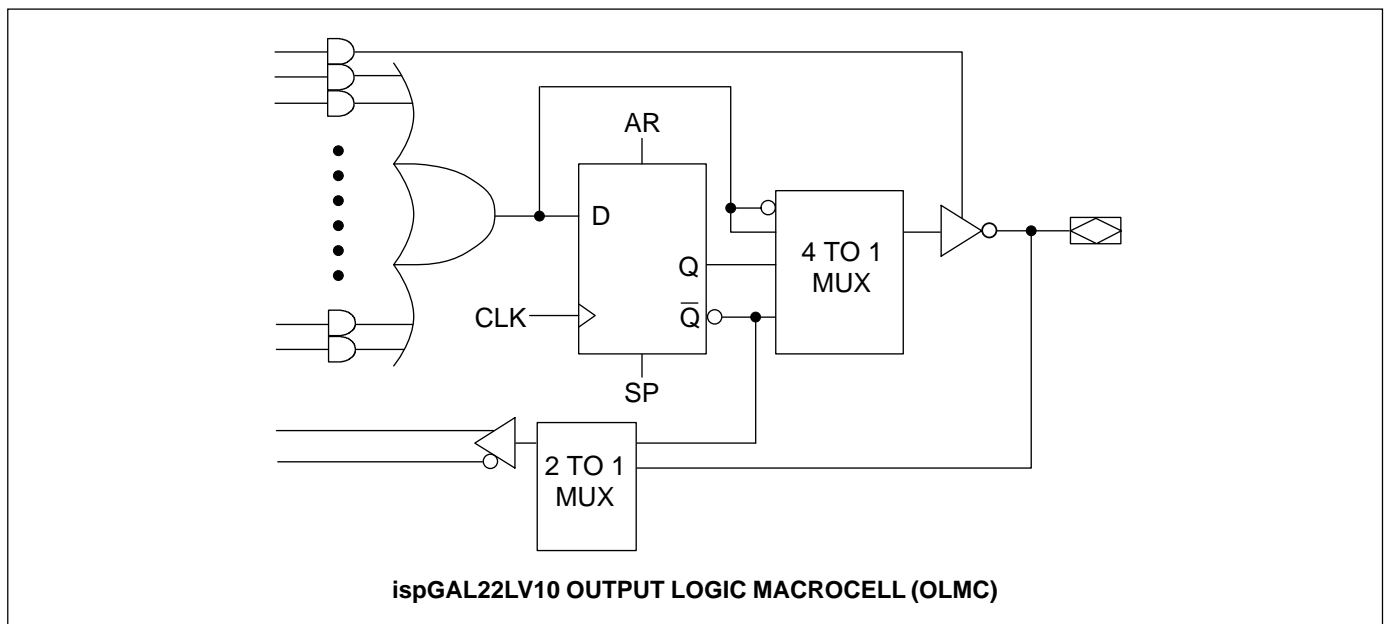 AR
D
4 TO 1
MUX
Q
CLK
Q̅
SP
2 TO 1
MUX
ispGAL22LV10 OUTPUT LOGIC MACROCELL (OLMC)